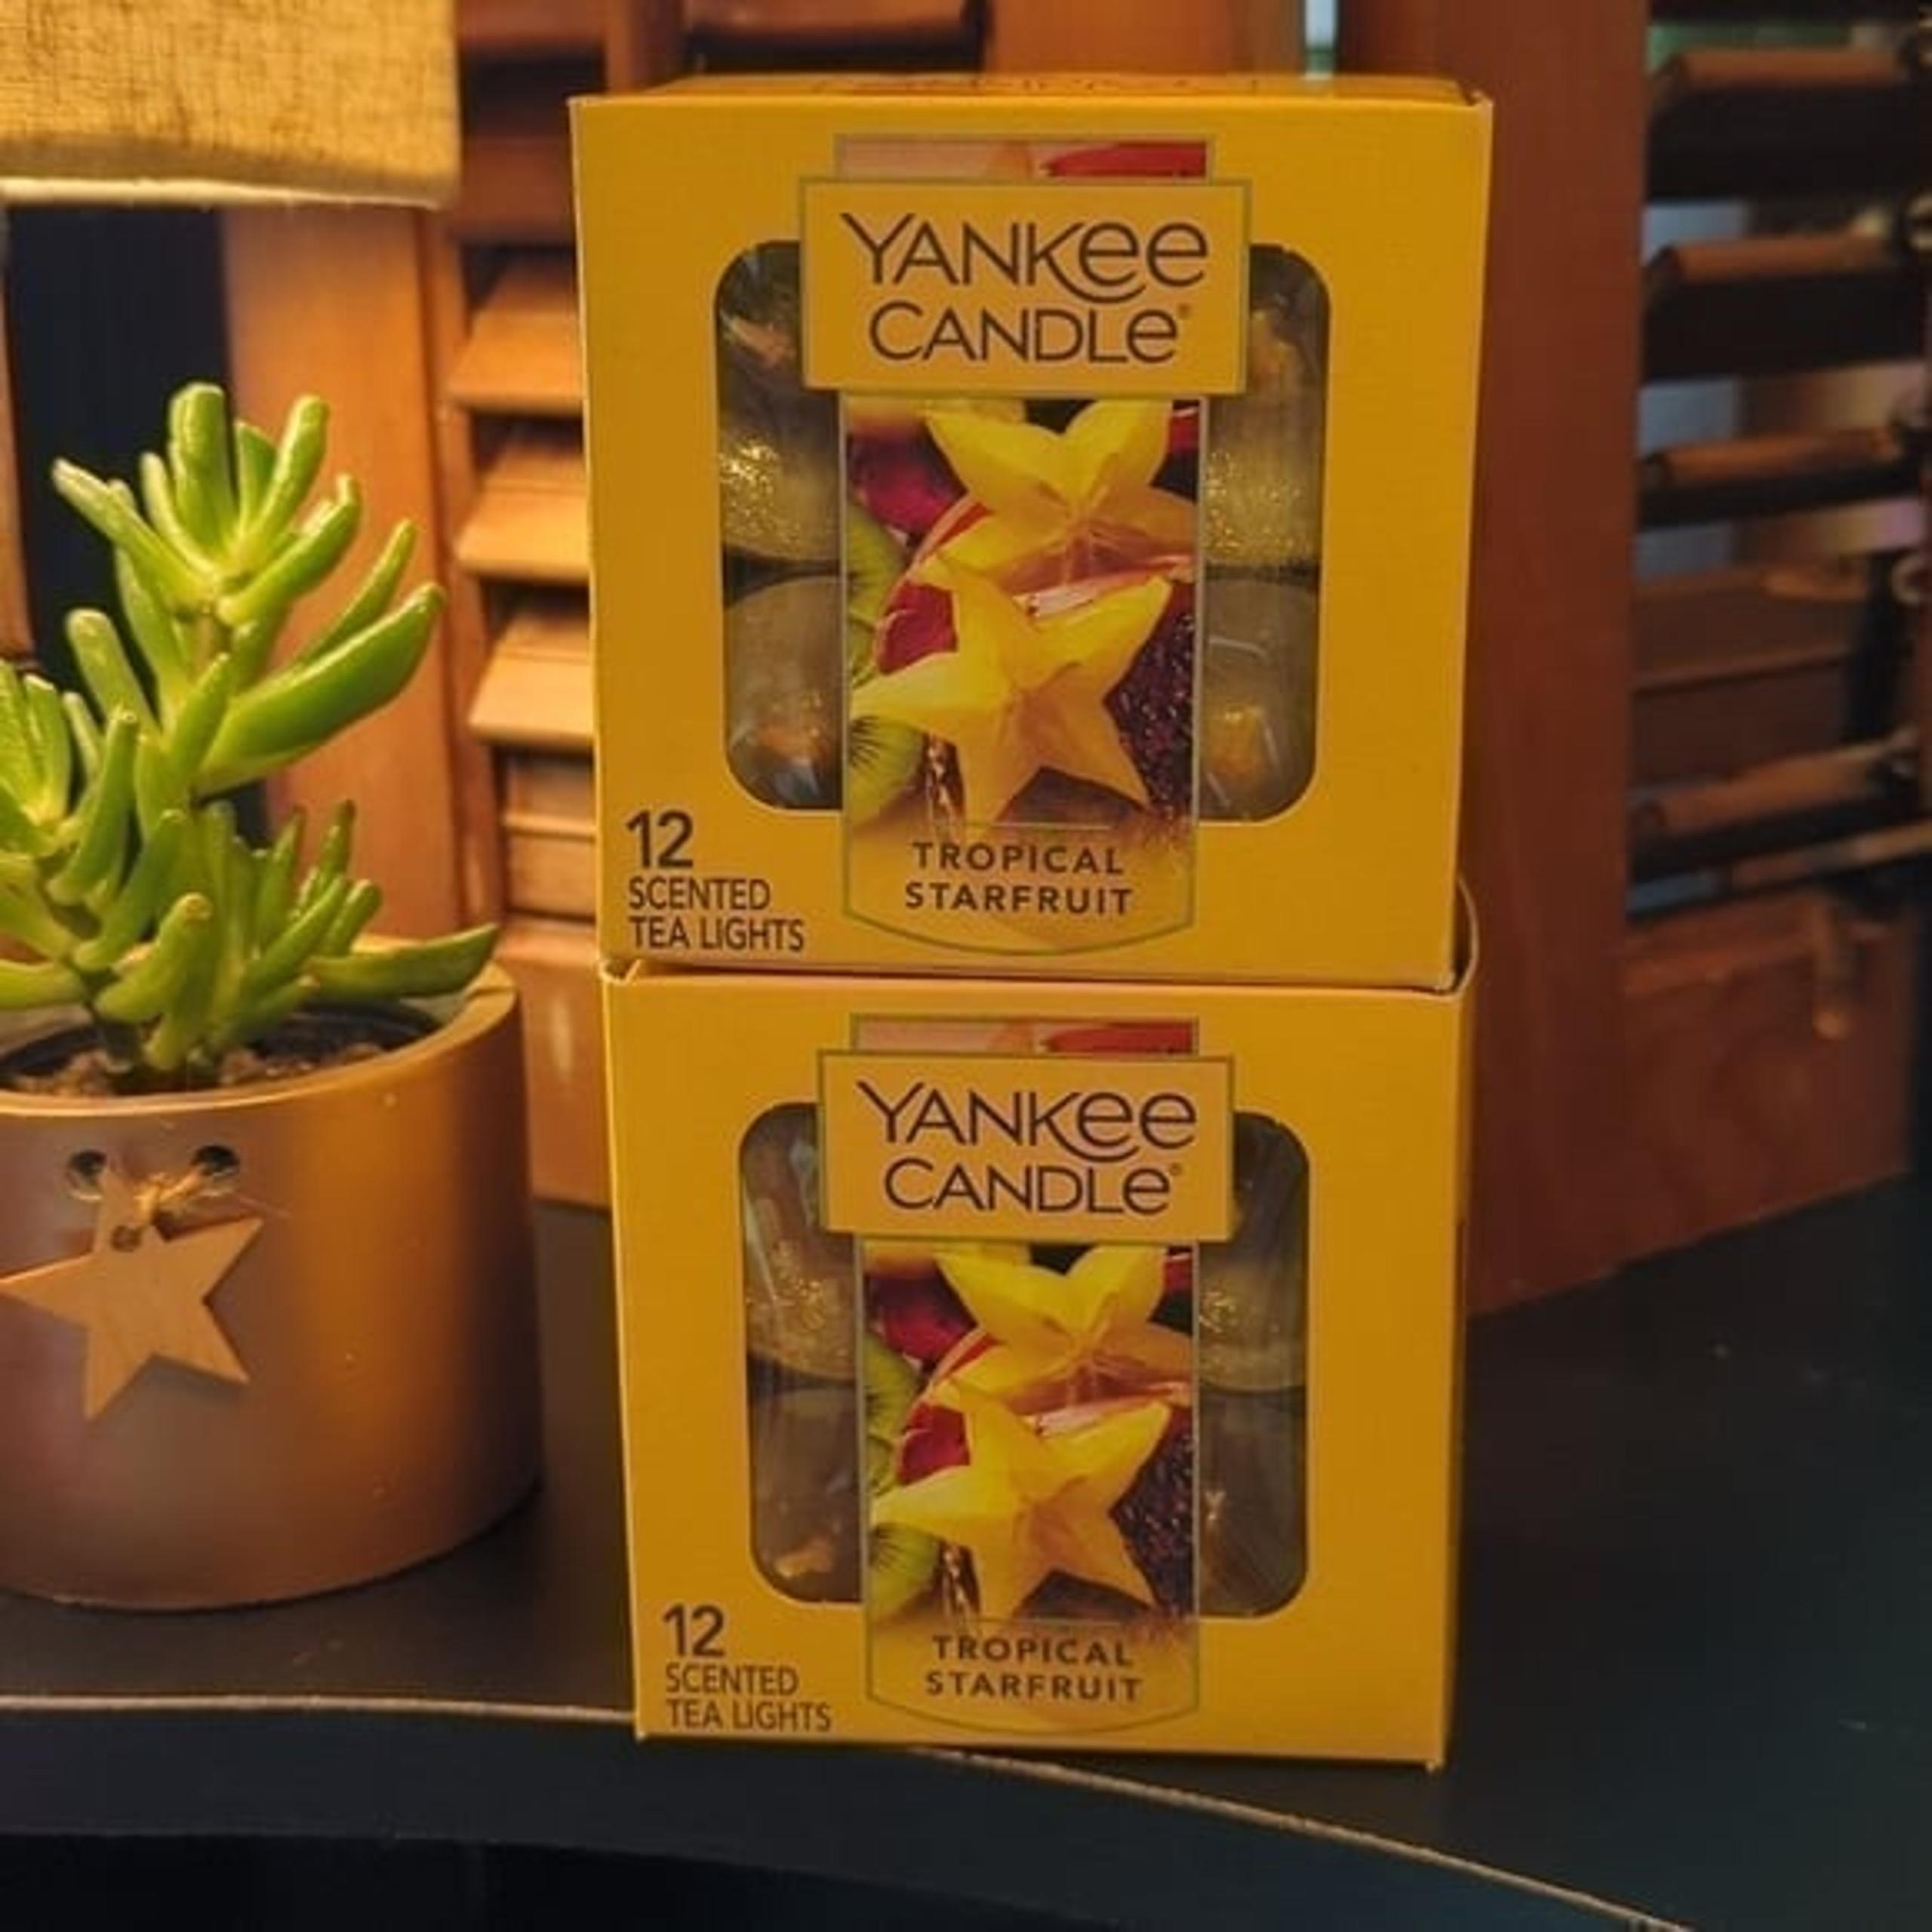 YANKee
CANDLe®
12
SCENTED
TEA LIGHTS
TROPICAL
STARFRUIT
YANKee
CANDLe®
12
SCENTED
TEA LIGHTS
TROPICAL
STARFRUIT